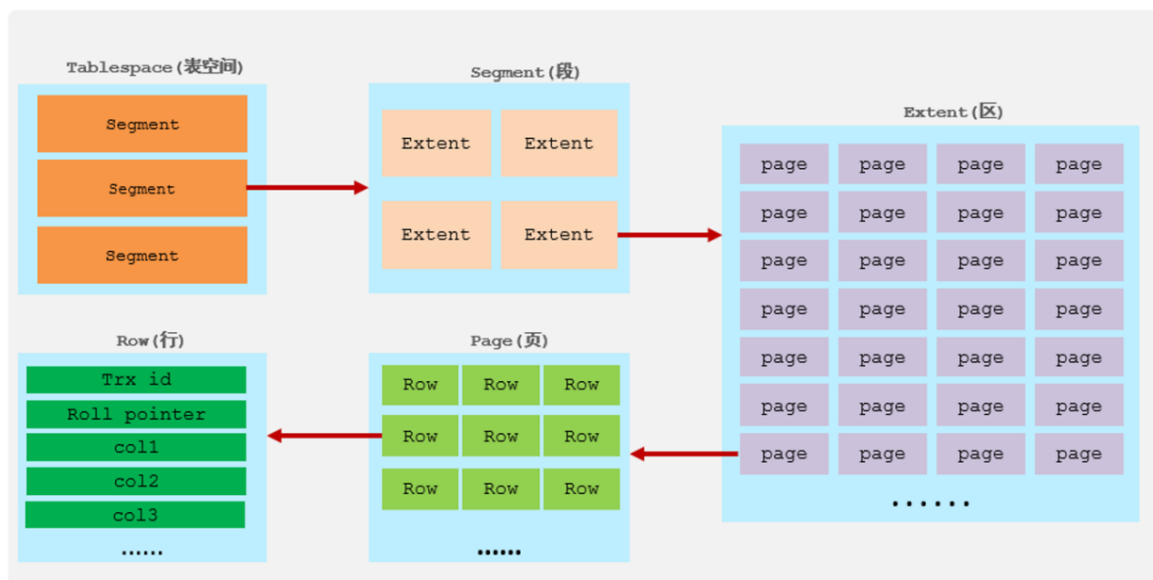 Tablespace(表空间)
Segment
Segment
Segment
Segment(段)
Extent Extent
Extent Extent
Extent(区)
page page page page
page page page page
page page page page
page page page page
page page page page
page page page page
page page page page
......
Row(行)
Trx id
Roll pointer
col1
col2
col3
......
Page(页)
Row Row Row
Row Row Row
Row Row Row
......